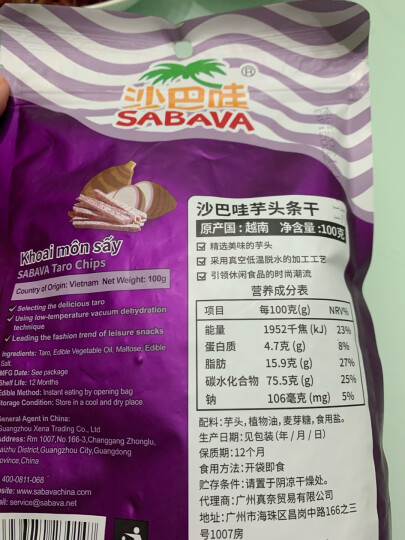 沙巴哇®
SABAVA
Khoai môn sấy
SABAVA Taro Chips
Country of Origin: Vietnam Net Weight: 100g
Selecting the delicious taro
Using low-temperature vacuum dehydration
technique
Leading the fashion trend of leisure snacks
Ingredients: Taro, Edible Vegetable Oil, Maltose, Edible
Salt.
MFG Date: See package
Shelf Life: 12 Months
Edible Method: Instant eating by opening bag
Storage Condition: Store in a cool and dry place.
General Agent in China:
Guangzhou Xena Trading Co., Ltd
Address: Rm 1007,No.166-3,Changgang Zhonglu,
Haizhu District,Guangzhou City,Guangdong
Province,China
400-0811-068
www.sabavachina.com
service@sabava.net
沙巴哇芋头条干
原产国:越南 净含量:100克
精选美味的芋头
采用真空低温脱水的加工工艺
引领休闲食品的时尚潮流
营养成分表
项目 每100克(g) NRV%
能量 1952千焦(kJ) 23%
蛋白质 4.7克(g) 8%
脂肪 15.9克(g) 27%
碳水化合物 75.5克(g) 25%
钠 106毫克(mg) 5%
配料:芋头,植物油,麦芽糖,食用盐。
生产日期:见包装(年/月/日)
保质期:12个月
食用方法:开袋即食
贮存条件:请置于阴凉干燥处。
代理商:广州真奈贸易有限公司
地址:广州市海珠区昌岗中路166之三
号1007房